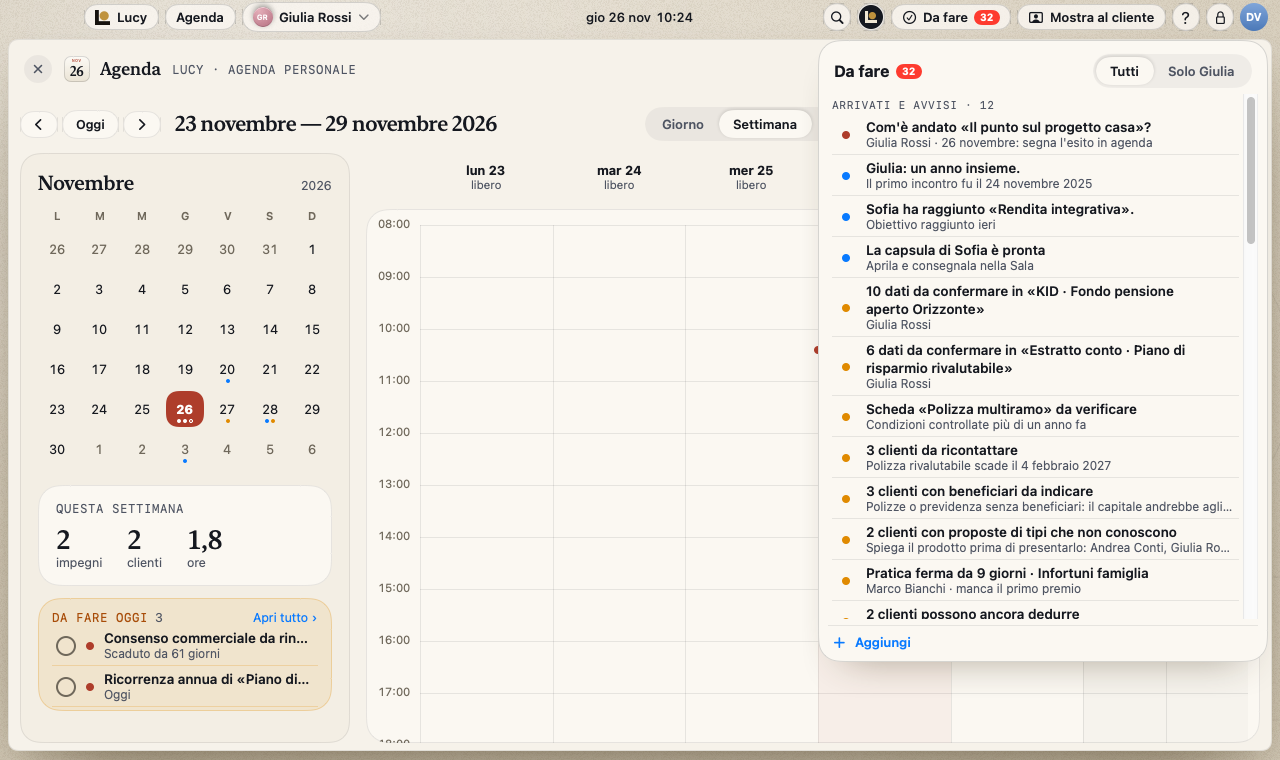 Lucy
Agenda
GR
Giulia Rossi
gio 26 nov 10:24
Da fare 32
Mostra al cliente
?
DV
NOV
26
Agenda
LUCY · AGENDA PERSONALE
Oggi
23 novembre — 29 novembre 2026
Giorno
Settimana
Novembre
2026
L M M G V S D
26 27 28 29 30 31 1
2 3 4 5 6 7 8
9 10 11 12 13 14 15
16 17 18 19 20 21 22
23 24 25 26 27 28 29
30 1 2 3 4 5 6
QUESTA SETTIMANA
2 2 1,8
impegni clienti ore
DA FARE OGGI 3
Apri tutto ›
Consenso commerciale da rin...
Scaduto da 61 giorni
Ricorrenza annua di «Piano di...
Oggi
lun 23
libero
mar 24
libero
mer 25
libero
08:00
09:00
10:00
11:00
12:00
13:00
14:00
15:00
16:00
17:00
18:00
Da fare 32
Tutti
Solo Giulia
ARRIVATI E AVVISI · 12
Com'è andato «Il punto sul progetto casa»?
Giulia Rossi · 26 novembre: segna l'esito in agenda
Giulia: un anno insieme.
Il primo incontro fu il 24 novembre 2025
Sofia ha raggiunto «Rendita integrativa».
Obiettivo raggiunto ieri
La capsula di Sofia è pronta
Aprila e consegnala nella Sala
10 dati da confermare in «KID · Fondo pensione
aperto Orizzonte»
Giulia Rossi
6 dati da confermare in «Estratto conto · Piano di
risparmio rivalutabile»
Giulia Rossi
Scheda «Polizza multiramo» da verificare
Condizioni controllate più di un anno fa
3 clienti da ricontattare
Polizza rivalutabile scade il 4 febbraio 2027
3 clienti con beneficiari da indicare
Polizze o previdenza senza beneficiari: il capitale andrebbe agli...
2 clienti con proposte di tipi che non conoscono
Spiega il prodotto prima di presentarlo: Andrea Conti, Giulia Ro...
Pratica ferma da 9 giorni · Infortuni famiglia
Marco Bianchi · manca il primo premio
2 clienti possono ancora dedurre
Aggiungi